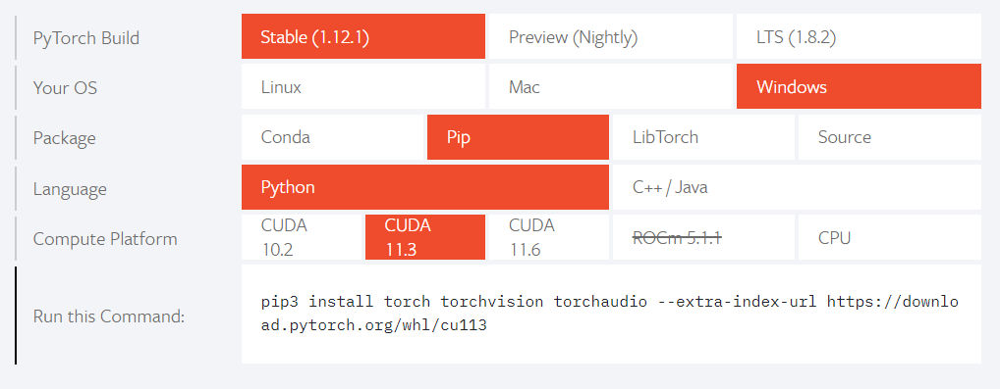 PyTorch Build
Stable (1.12.1)
Preview (Nightly)
LTS (1.8.2)
Your OS
Linux
Mac
Windows
Package
Conda
Pip
LibTorch
Source
Language
Python
C++ / Java
Compute Platform
CUDA
10.2
CUDA
11.3
CUDA
11.6
ROCm 5.1.1
CPU
Run this Command:
pip3 install torch torchvision torchaudio --extra-index-url https://downlo
ad.pytorch.org/whl/cu113